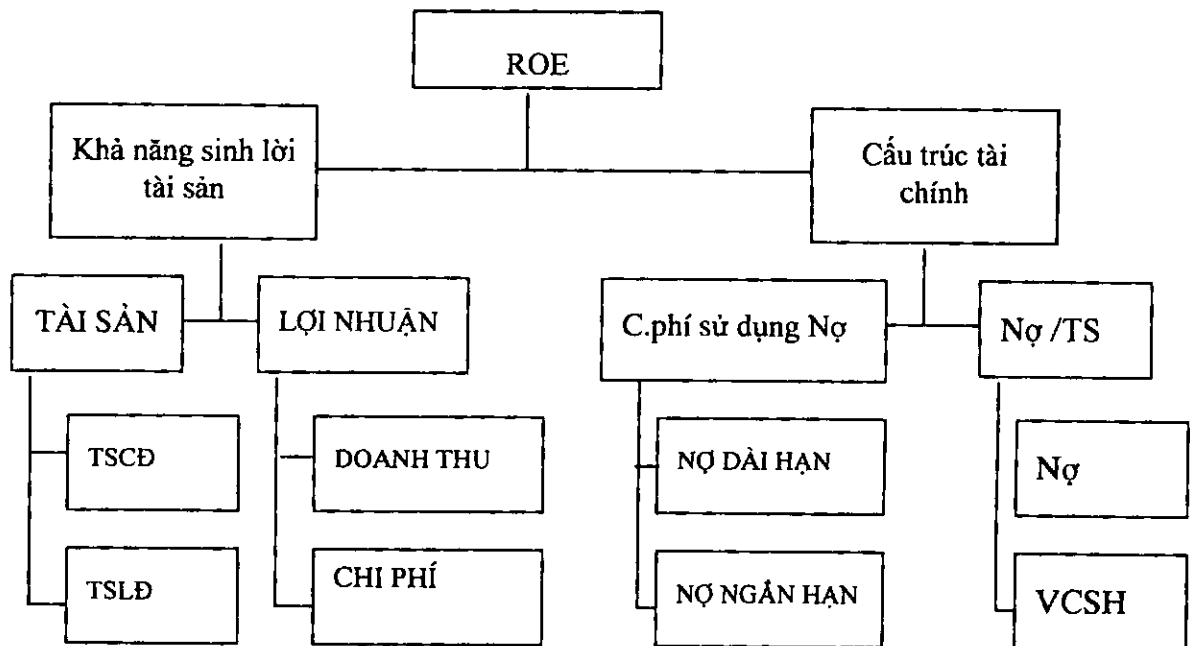 ROE
Khả năng sinh lời
tài sản
Cấu trúc tài
chính
TÀI SẢN
LỢI NHUẬN
C.phí sử dụng Nợ
Nợ /TS
TSCĐ
DOANH THU
NỢ DÀI HẠN
Nợ
TSLĐ
CHI PHÍ
NỢ NGẮN HẠN
VCSH